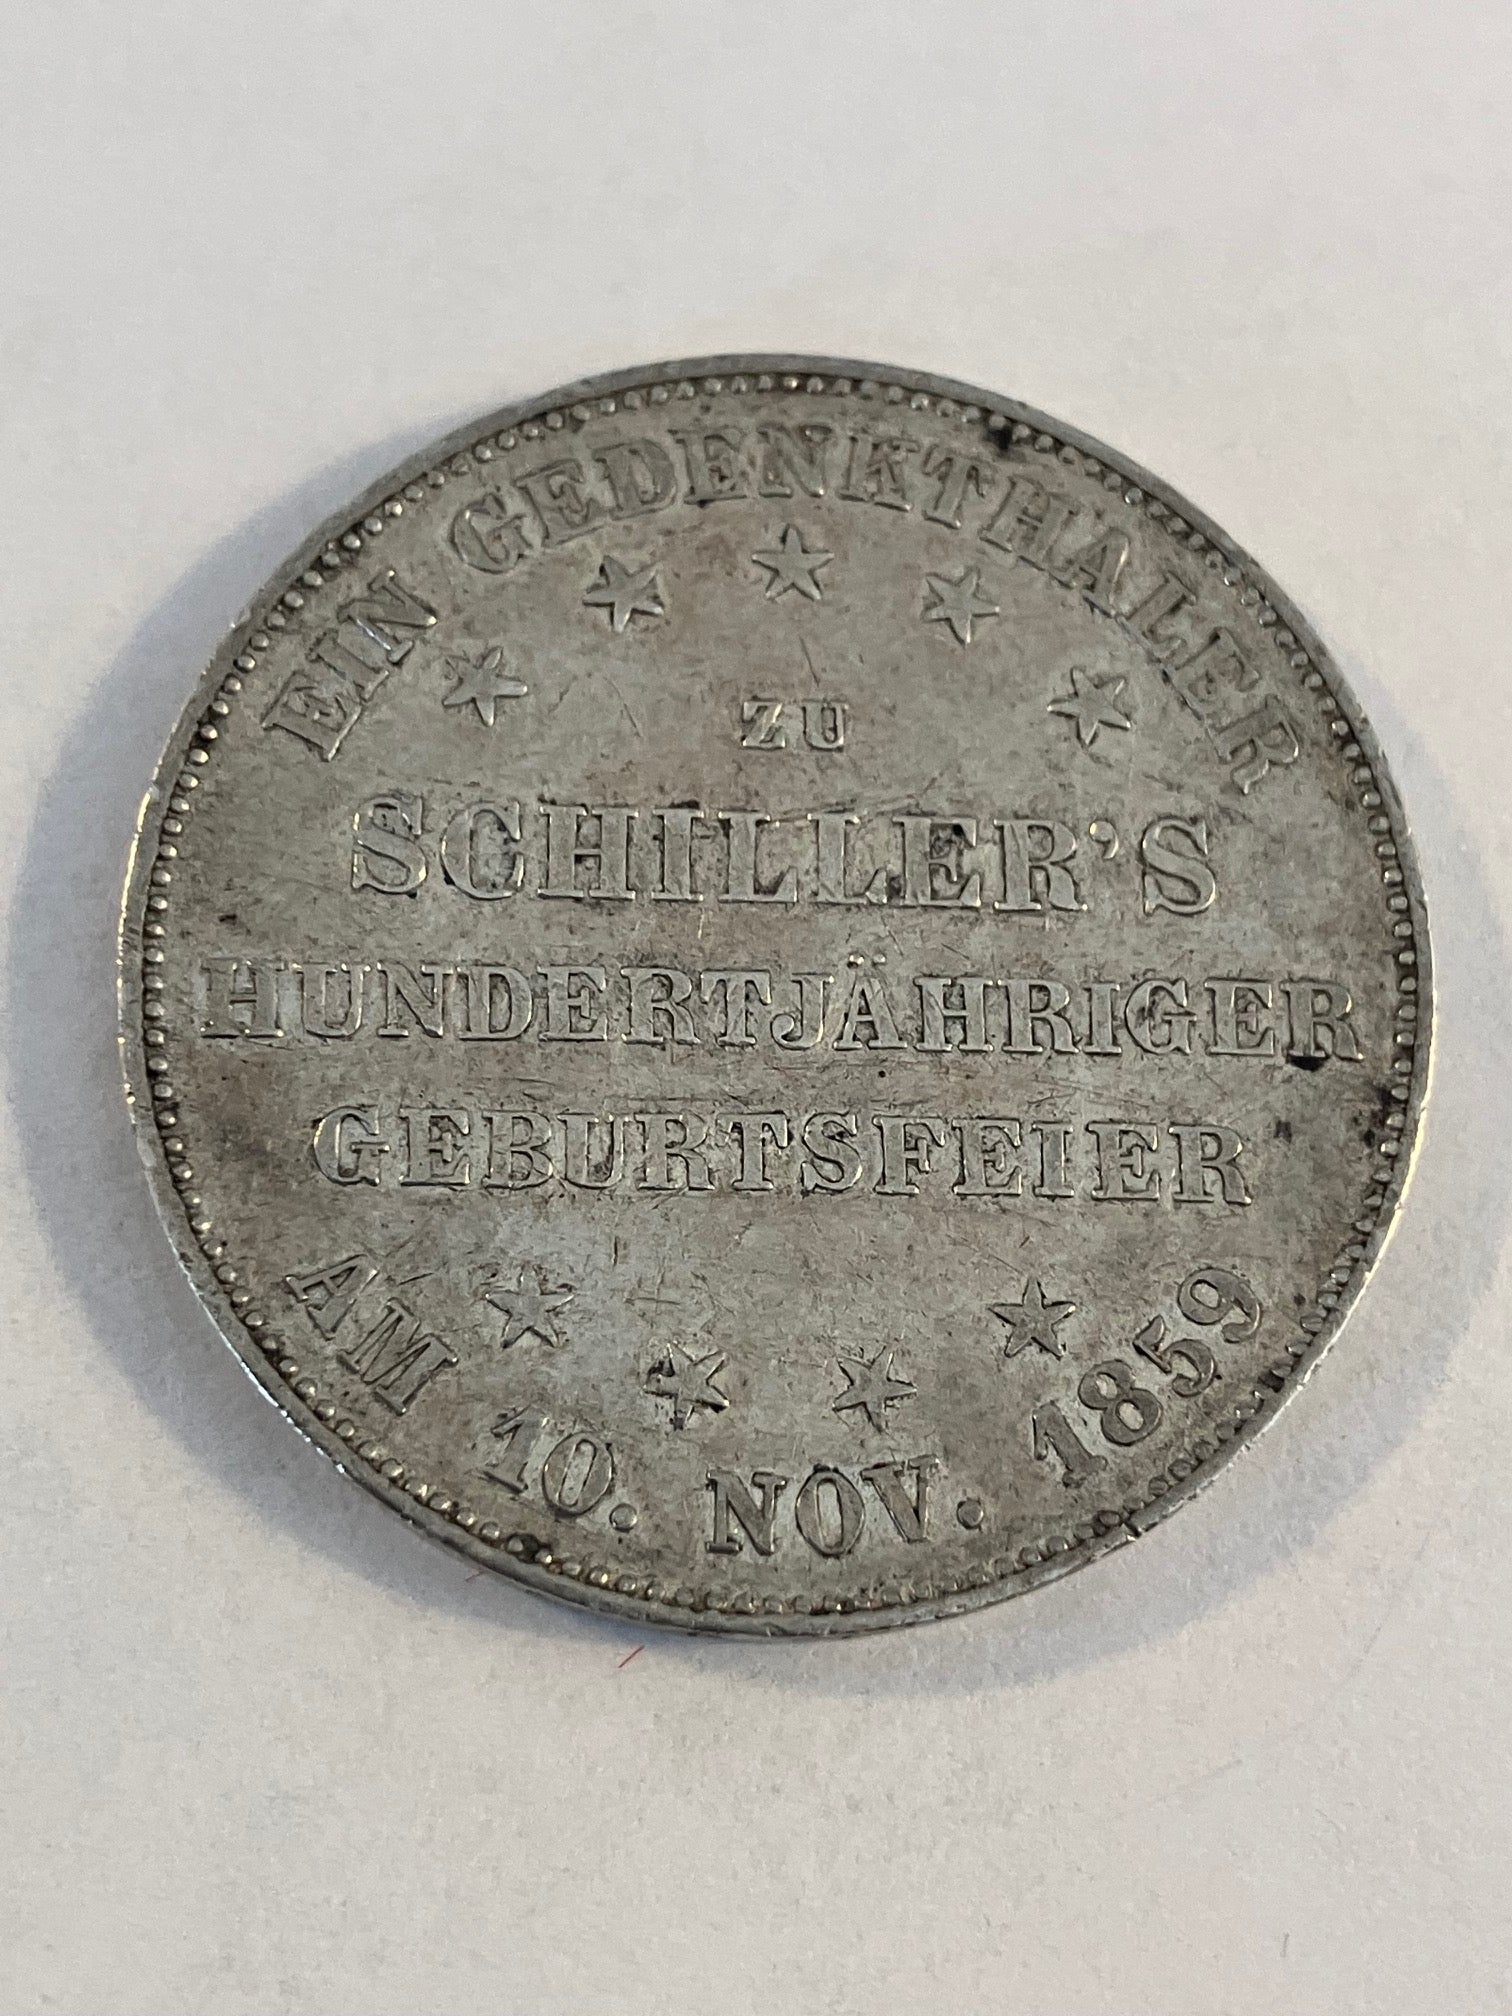 EIN GEDENKTHALER
ZU
SCHILLER'S
HUNDERTJÄHRIGER
GEBURTSFEIER
AM 10. NOV. 1859